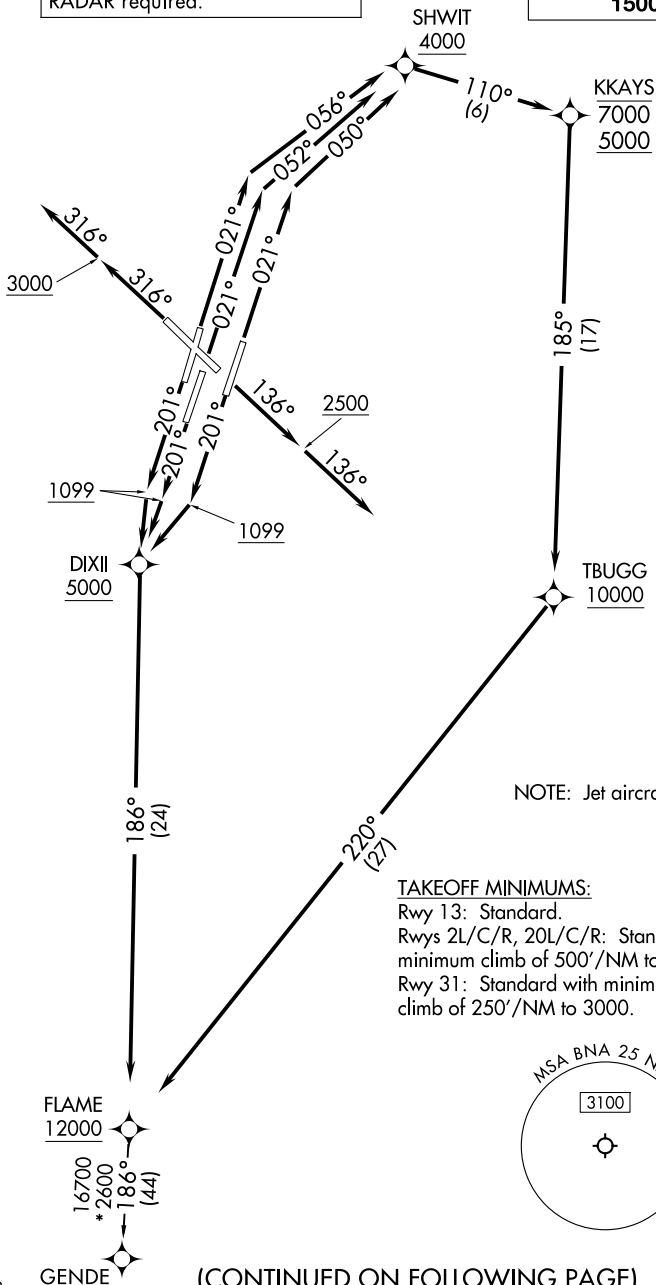 RADAR required.
1500
SHWIT
4000
110°
(6)
KKAYS
7000
5000
056°
052°
050°
021°
021°
021°
316°
3000
316°
185°
(17)
136°
2500
136°
201°
201°
201°
1099
1099
DIXII
5000
TBUGG
10000
186°
(24)
220°
(27)
NOTE: Jet aircra
TAKEOFF MINIMUMS:
Rwy 13: Standard.
Rwys 2L/C/R, 20L/C/R: Stan
minimum climb of 500'/NM to
Rwy 31: Standard with minim
climb of 250'/NM to 3000.
MSA BNA 25 N
3100
FLAME
12000
16700
*2600
186°
(44)
GENDE
(CONTINUED ON FOLLOWING PAGE)